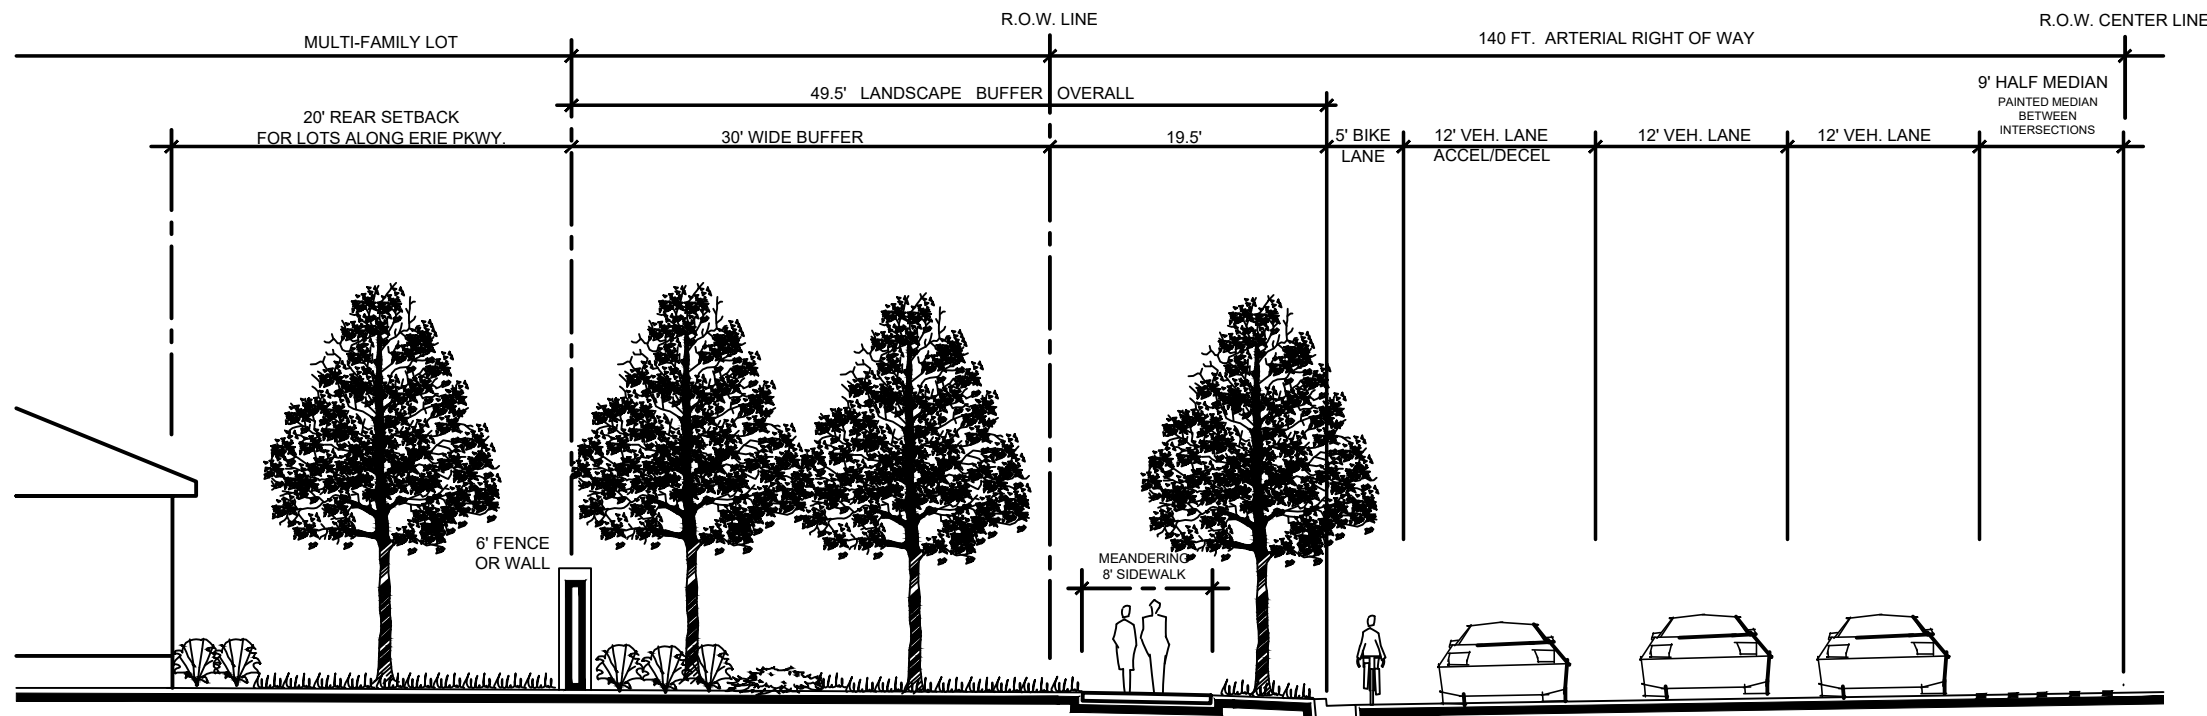 R.O.W. LINE
R.O.W. CENTER LINE
MULTI-FAMILY LOT
140 FT. ARTERIAL RIGHT OF WAY
49.5' LANDSCAPE BUFFER OVERALL
9' HALF MEDIAN
PAINTED MEDIAN
BETWEEN
INTERSECTIONS
20' REAR SETBACK
FOR LOTS ALONG ERIE PKWY.
30' WIDE BUFFER
19.5'
5' BIKE
LANE
12' VEH. LANE
ACCEL/DECEL
12' VEH. LANE
12' VEH. LANE
6' FENCE
OR WALL
MEANDERING
8' SIDEWALK